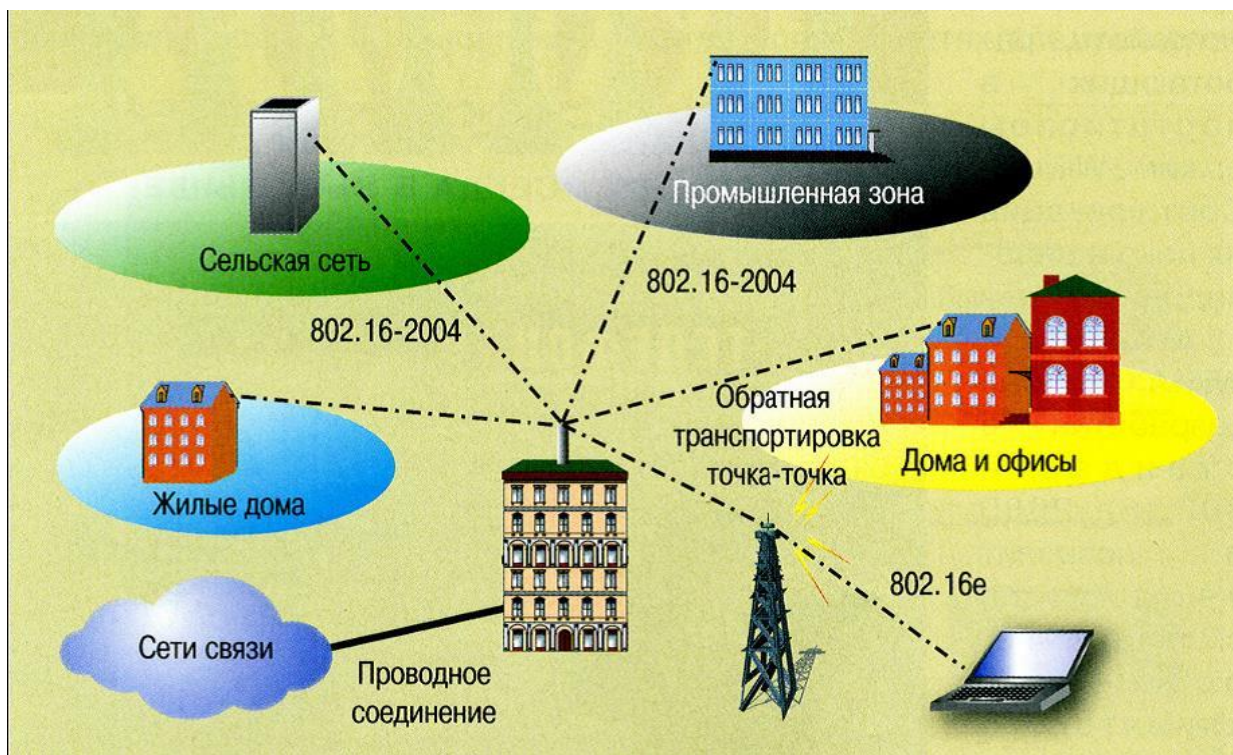 Промышленная зона
Сельская сеть
802.16-2004
802.16-2004
Обратная
транспортировка
точка-точка
Дома и офисы
Жилые дома
802.16e
Сети связи
Проводное
соединение